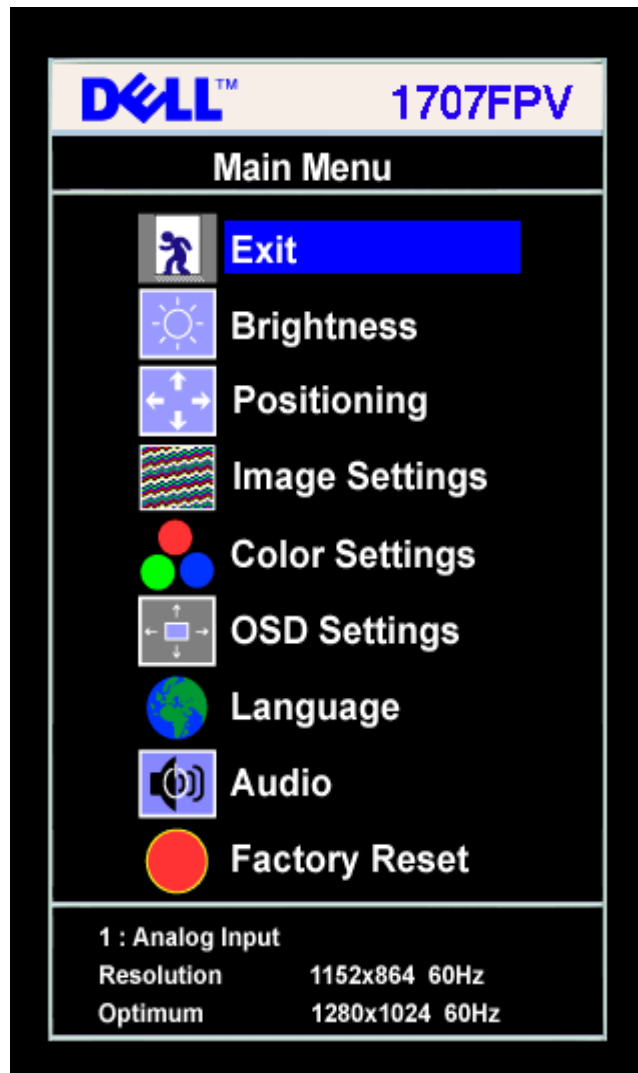 DELL™ 1707FPV
Main Menu
Exit
Brightness
Positioning
Image Settings
Color Settings
OSD Settings
Language
Audio
Factory Reset
1 : Analog Input
Resolution 1152x864 60Hz
Optimum 1280x1024 60Hz